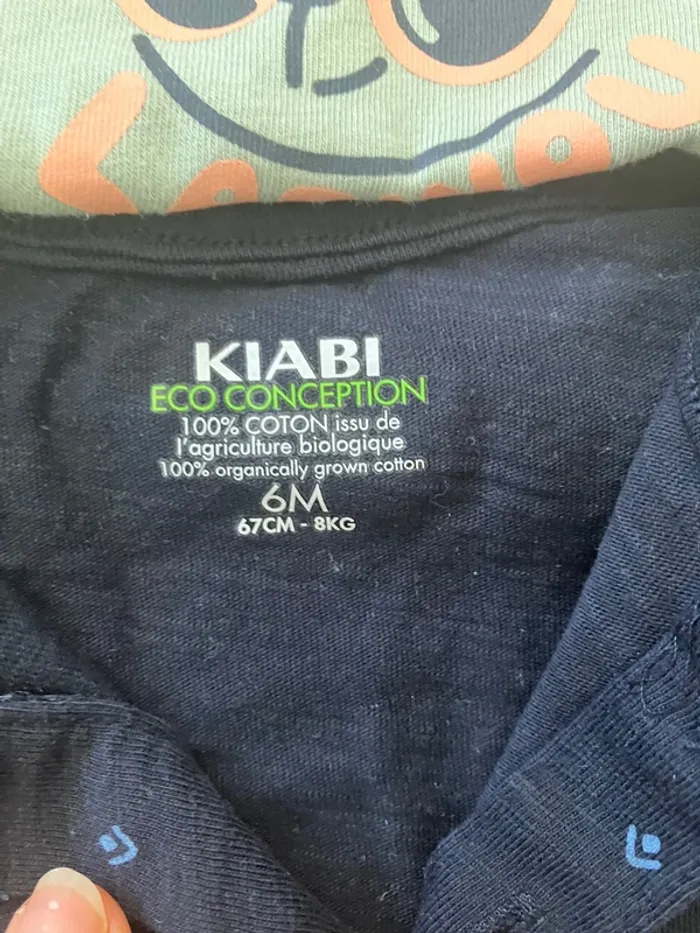 KIABI
ECO CONCEPTION
100% COTON issu de
l'agriculture biologique
100% organically grown cotton
6M
67CM - 8KG